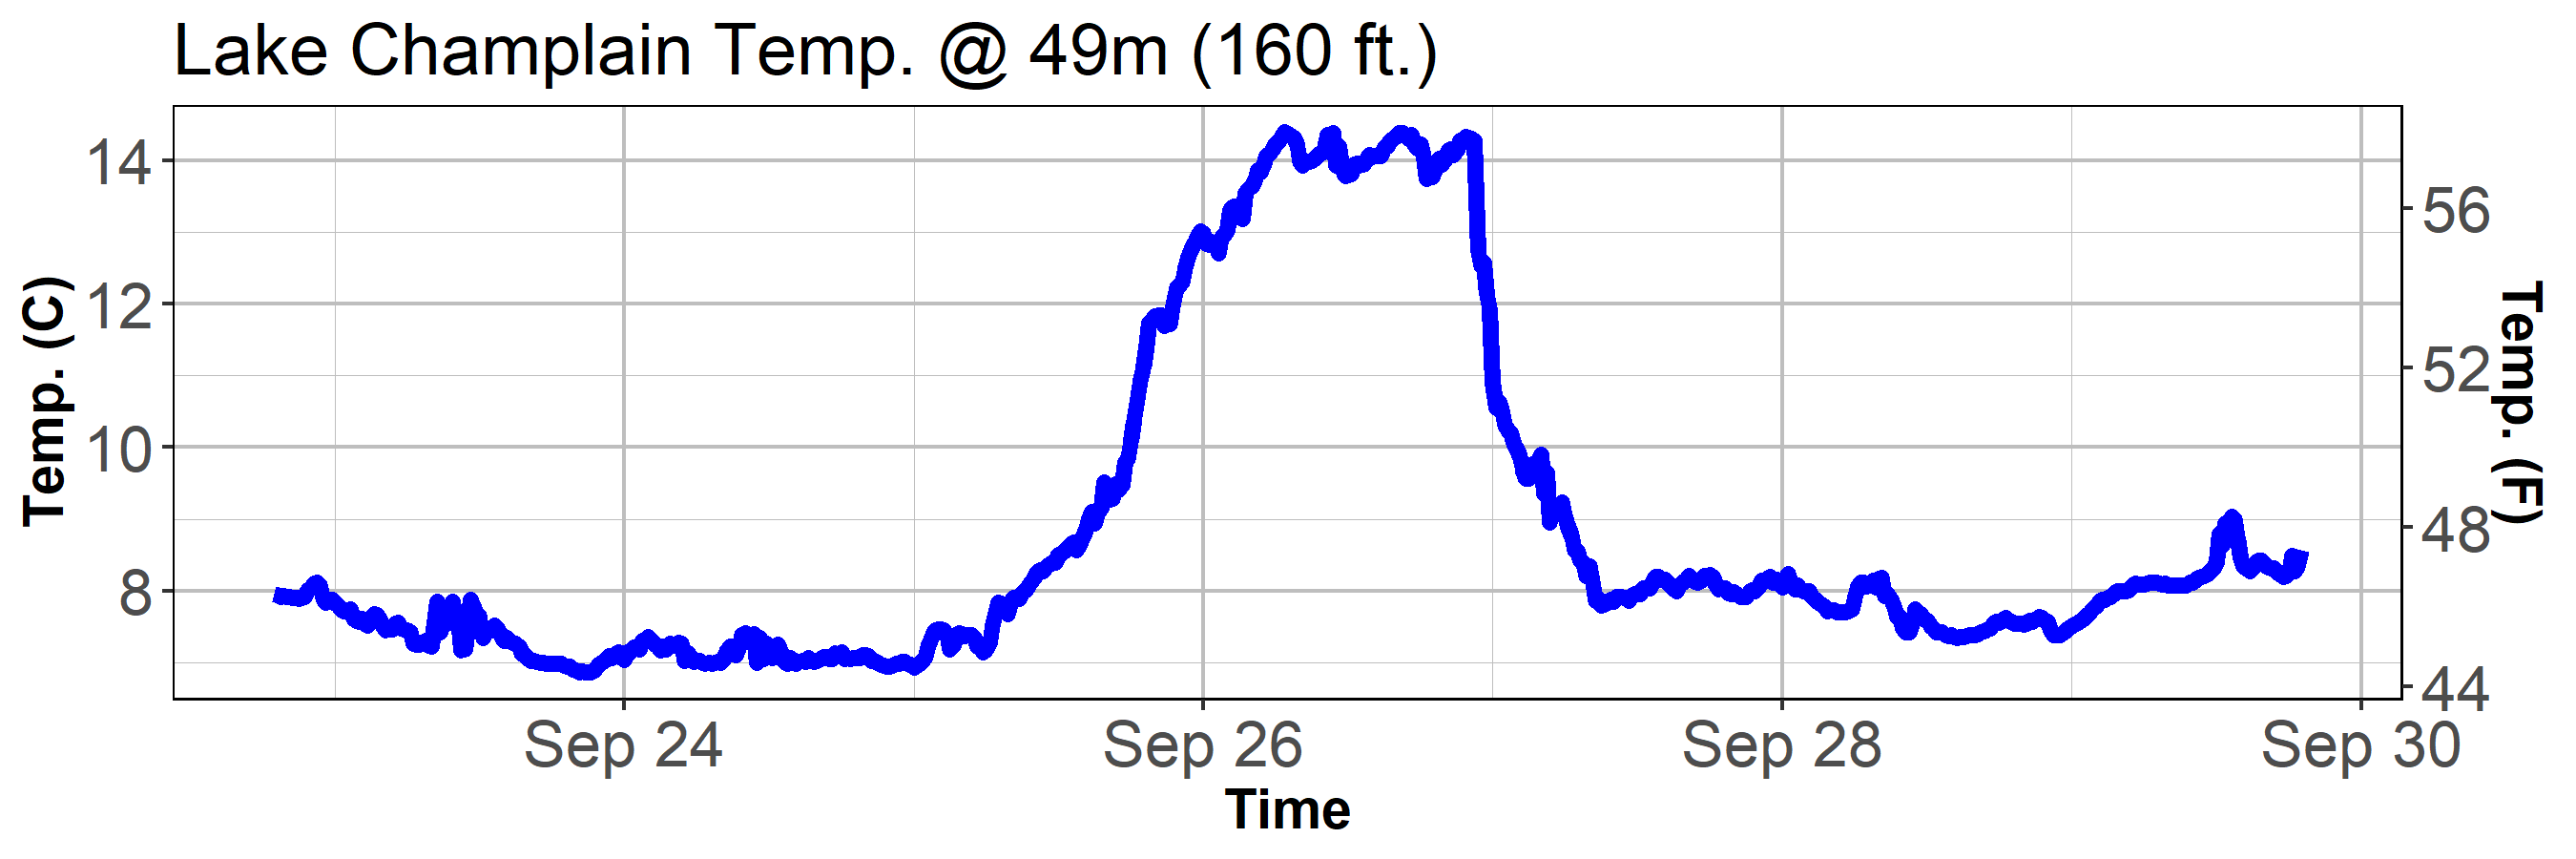 Lake Champlain Temp. @ 49m (160 ft.)
Temp. (C)
14
12
10
8
56
52
48
44
Temp. (F)
Sep 24
Sep 26
Sep 28
Sep 30
Time